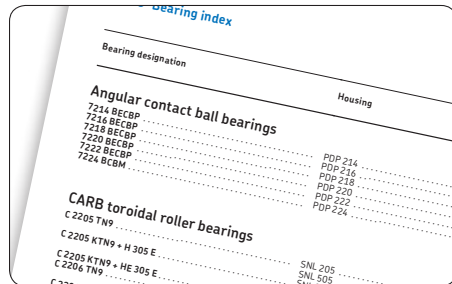 Bearing index
Bearing designation
Housing
Angular contact ball bearings
7214 BECBP PDP 214
7216 BECBP PDP 216
7218 BECBP PDP 218
7220 BECBP PDP 220
7222 BECBP PDP 222
7224 BCBM PDP 224
CARB toroidal roller bearings
C 2205 TN9 SNL 205
C 2205 KTN9 + H 305 E SNL 505
C 2205 KTN9 + HE 305 E
C 2206 TN9